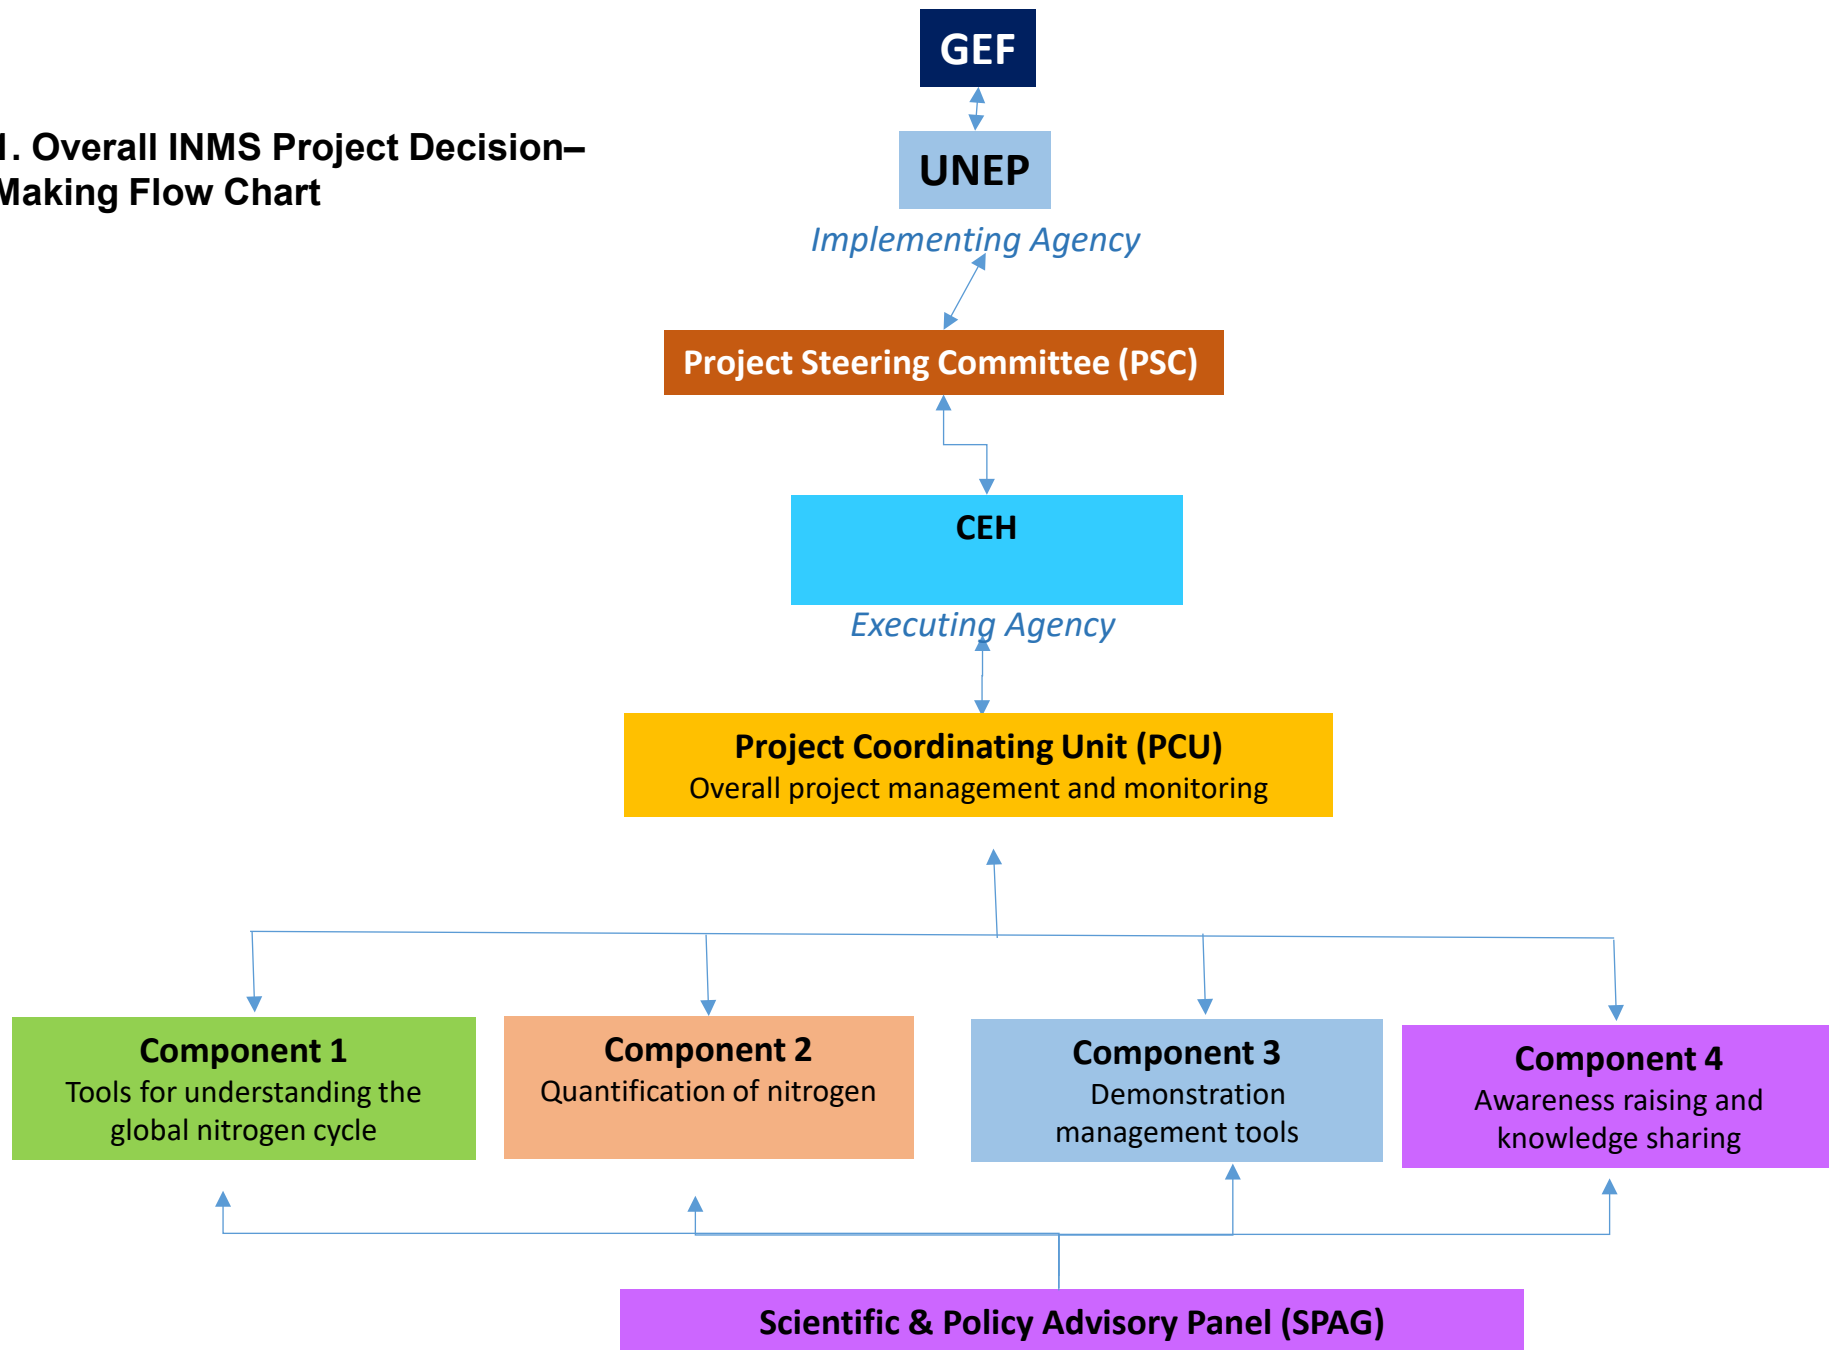 GEF
1. Overall INMS Project Decision–
Making Flow Chart
UNEP
Implementing Agency
Project Steering Committee (PSC)
CEH
Executing Agency
Project Coordinating Unit (PCU)
Overall project management and monitoring
Component 1
Tools for understanding the
global nitrogen cycle
Component 2
Quantification of nitrogen
Component 3
Demonstration
management tools
Component 4
Awareness raising and
knowledge sharing
Scientific & Policy Advisory Panel (SPAG)